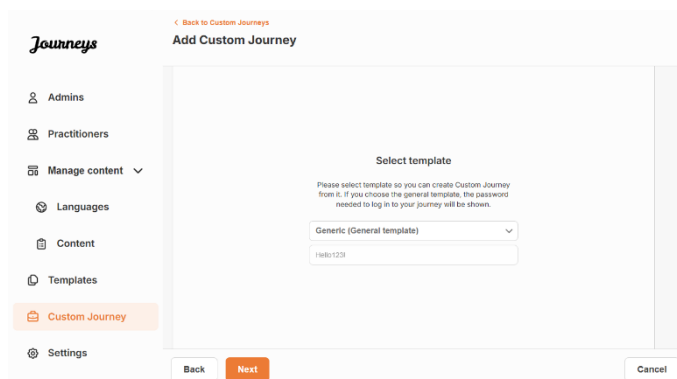 Journeys
Admins
Practitioners
Manage content
Languages
Content
Templates
Custom Journey
Settings
Back to Custom Journeys
Add Custom Journey
Select template
Please select template so you can create Custom Journey
from it. If you choose the general template, the password
needed to log in to your journey will be shown.
Generic (General template)
Back
Next
Cancel